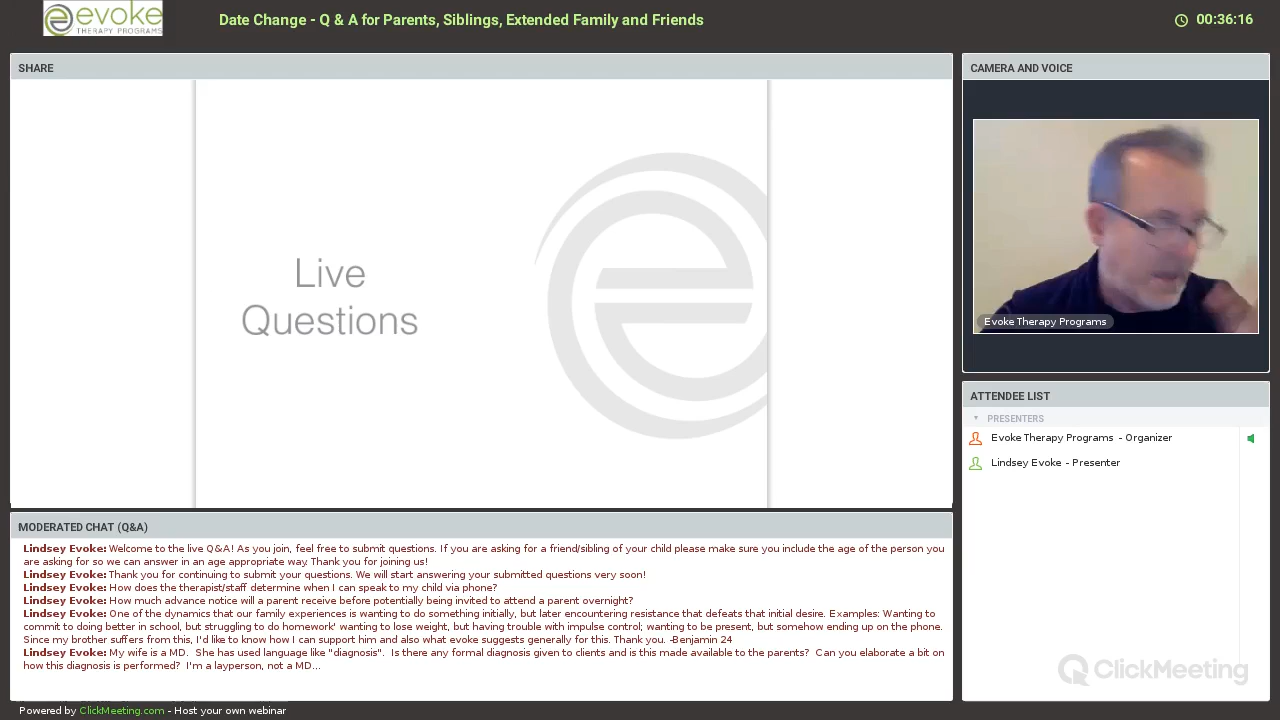 evoke
THERAPY PROGRAMS
Date Change - Q & A for Parents, Siblings, Extended Family and Friends
00:36:16
SHARE
Live
Questions
CAMERA AND VOICE
Evoke Therapy Programs
ATTENDEE LIST
PRESENTERS
Evoke Therapy Programs - Organizer
Lindsey Evoke - Presenter
MODERATED CHAT (Q&A)
Lindsey Evoke: Welcome to the live Q&A! As you join, feel free to submit questions. If you are asking for a friend/sibling of your child please make sure you include the age of the person you
are asking for so we can answer in an age appropriate way. Thank you for joining us!
Lindsey Evoke: Thank you for continuing to submit your questions. We will start answering your submitted questions very soon!
Lindsey Evoke: How does the therapist/staff determine when I can speak to my child via phone?
Lindsey Evoke: How much advance notice will a parent receive before potentially being invited to attend a parent overnight?
Lindsey Evoke: One of the dynamics that our family experiences is wanting to do something initially, but later encountering resistance that defeats that initial desire. Examples: Wanting to
commit to doing better in school, but struggling to do homework' wanting to lose weight, but having trouble with impulse control; wanting to be present, but somehow ending up on the phone.
Since my brother suffers from this, I'd like to know how I can support him and also what evoke suggests generally for this. Thank you. -Benjamin 24
Lindsey Evoke: My wife is a MD. She has used language like "diagnosis". Is there any formal diagnosis given to clients and is this made available to the parents? Can you elaborate a bit on
how this diagnosis is performed? I'm a layperson, not a MD...
ClickMeeting
Powered by ClickMeeting.com - Host your own webinar